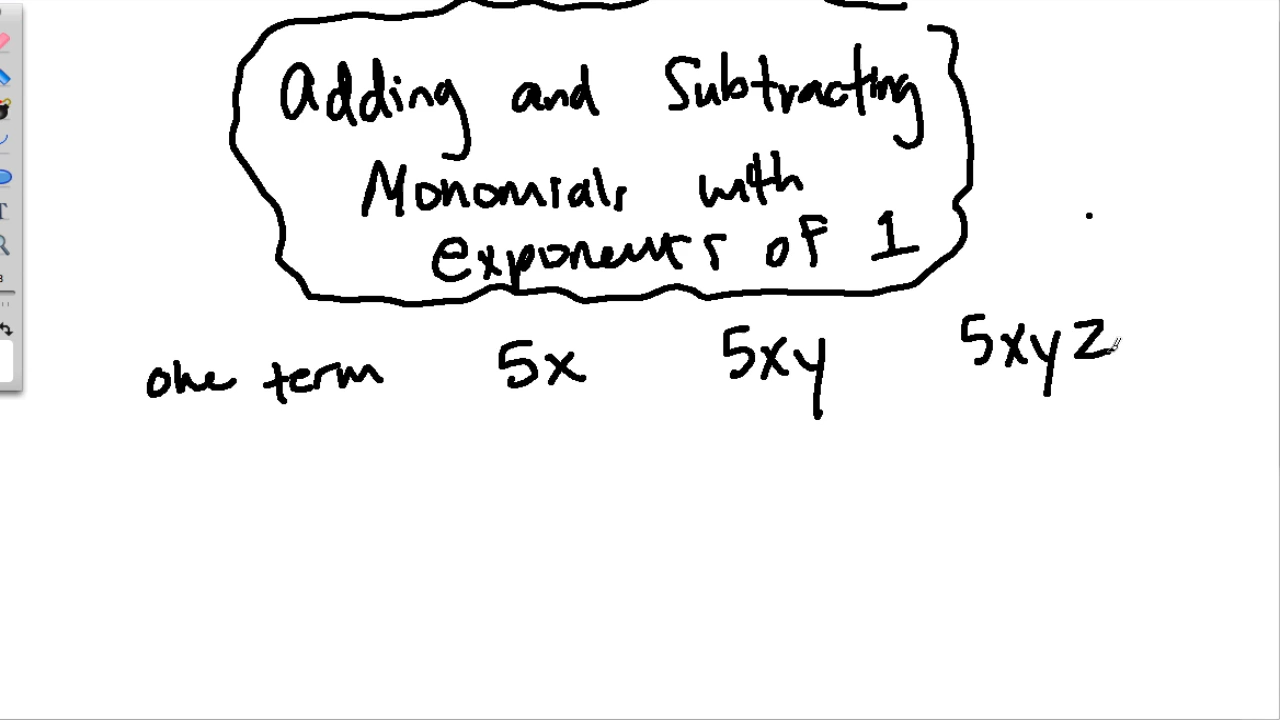 Adding and Subtracting
Monomials with
exponents of 1
one term 5x 5xy 5xyz